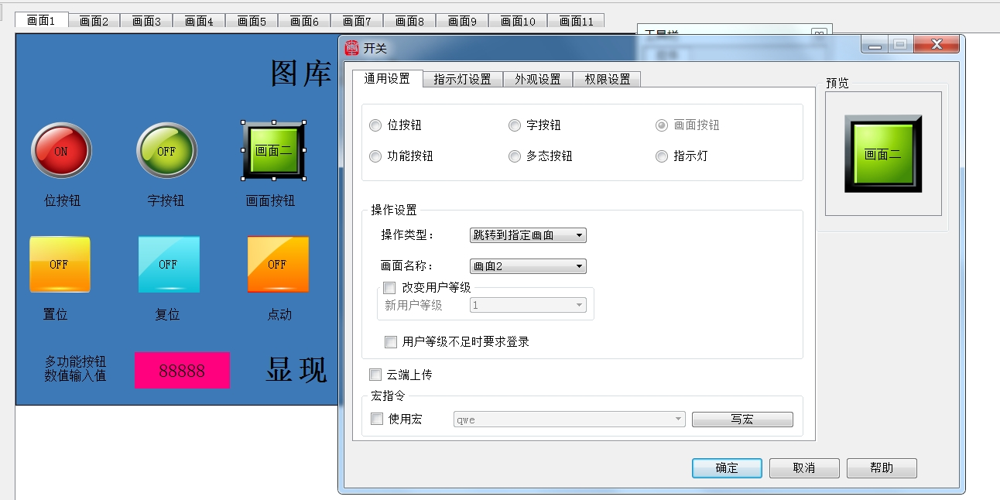 画面1 画面2 画面3 画面4 画面5 画面6 画面7 画面8 画面9 画面10 画面11
图库
ON OFF 画面二
位按钮 字按钮 画面按钮
OFF OFF OFF
置位 复位 点动
多功能按钮
数值输入值
88888
显现
开关
通用设置 指示灯设置 外观设置 权限设置
位按钮 字按钮 画面按钮
功能按钮 多态按钮 指示灯
操作设置
操作类型： 跳转到指定画面
画面名称： 画面2
改变用户等级
新用户等级 1
用户等级不足时要求登录
云端上传
宏指令
使用宏 qwe 写宏
预览
画面二
确定 取消 帮助